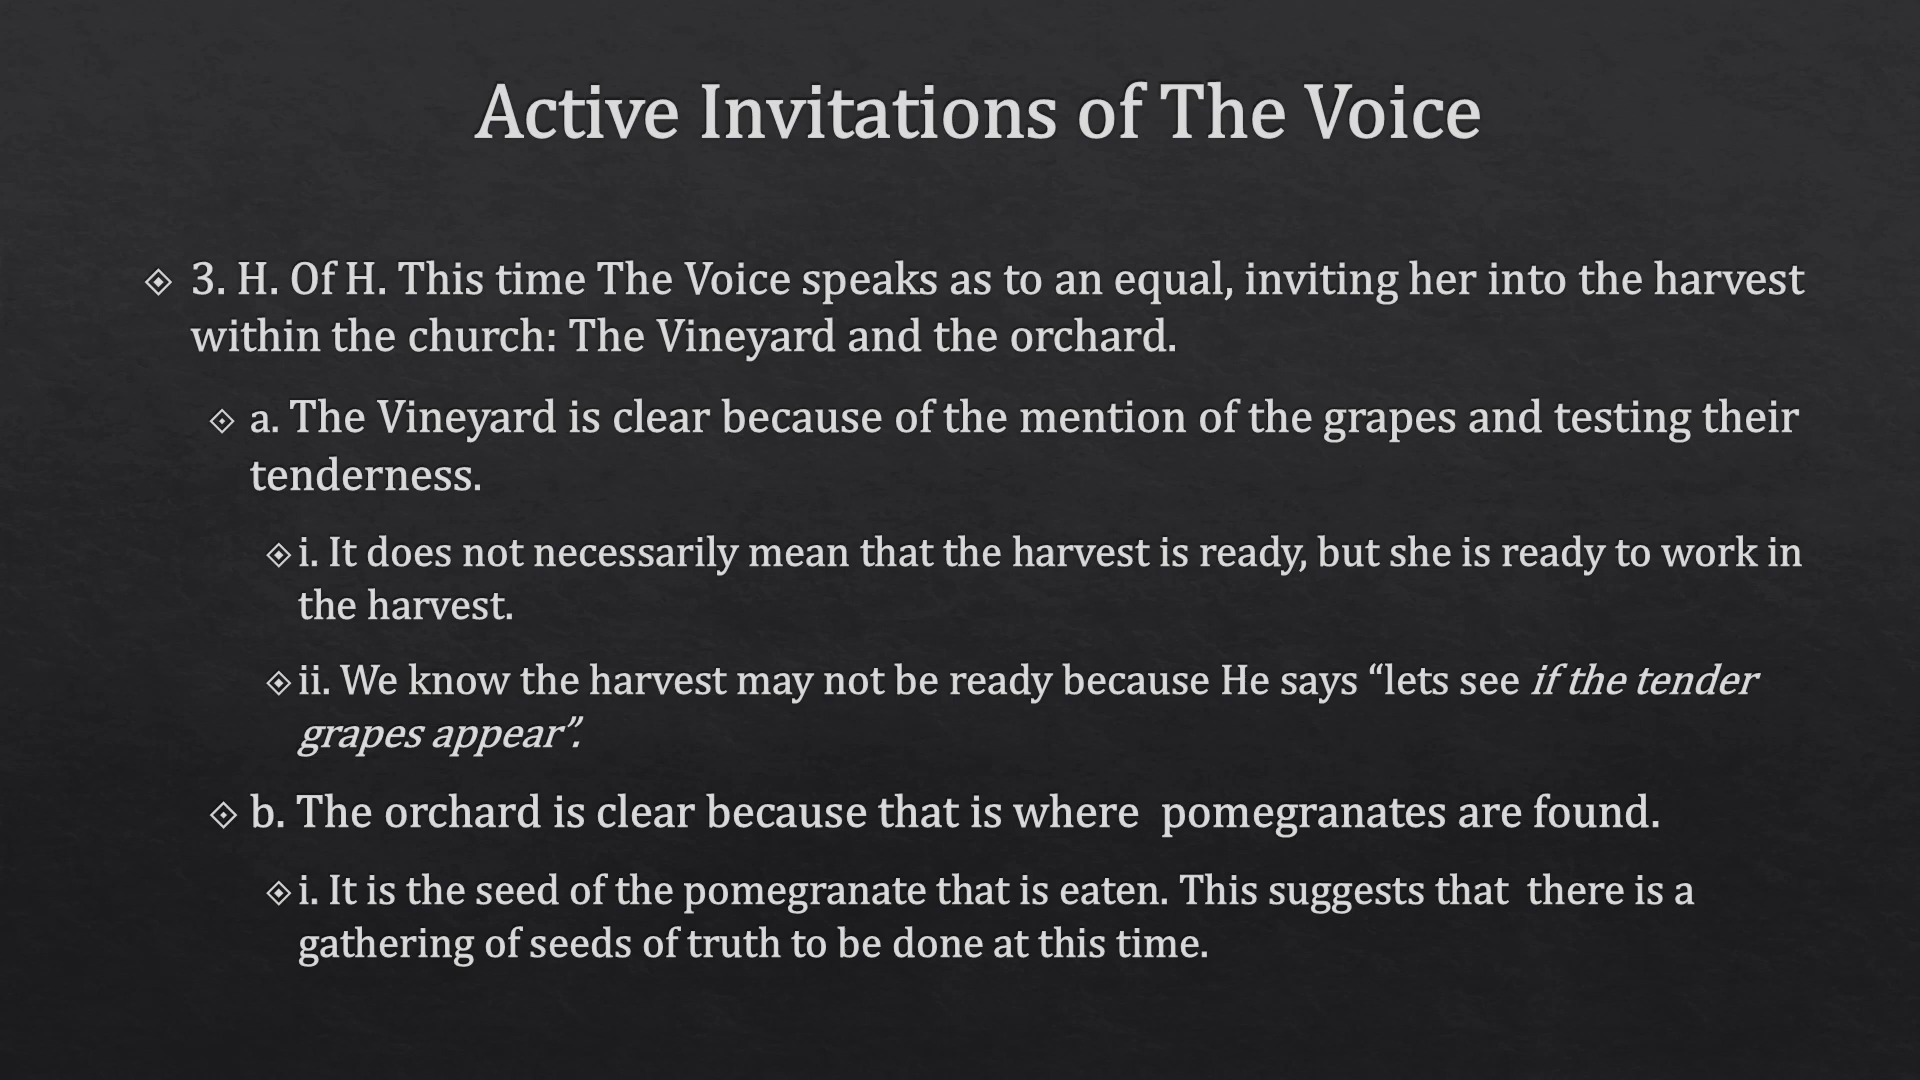 Active Invitations of The Voice
3. H. Of H. This time The Voice speaks as to an equal, inviting her into the harvest
within the church: The Vineyard and the orchard.
a. The Vineyard is clear because of the mention of the grapes and testing their
tenderness.
i. It does not necessarily mean that the harvest is ready, but she is ready to work in
the harvest.
ii. We know the harvest may not be ready because He says “lets see if the tender
grapes appear”.
b. The orchard is clear because that is where  pomegranates are found.
i. It is the seed of the pomegranate that is eaten. This suggests that  there is a
gathering of seeds of truth to be done at this time.